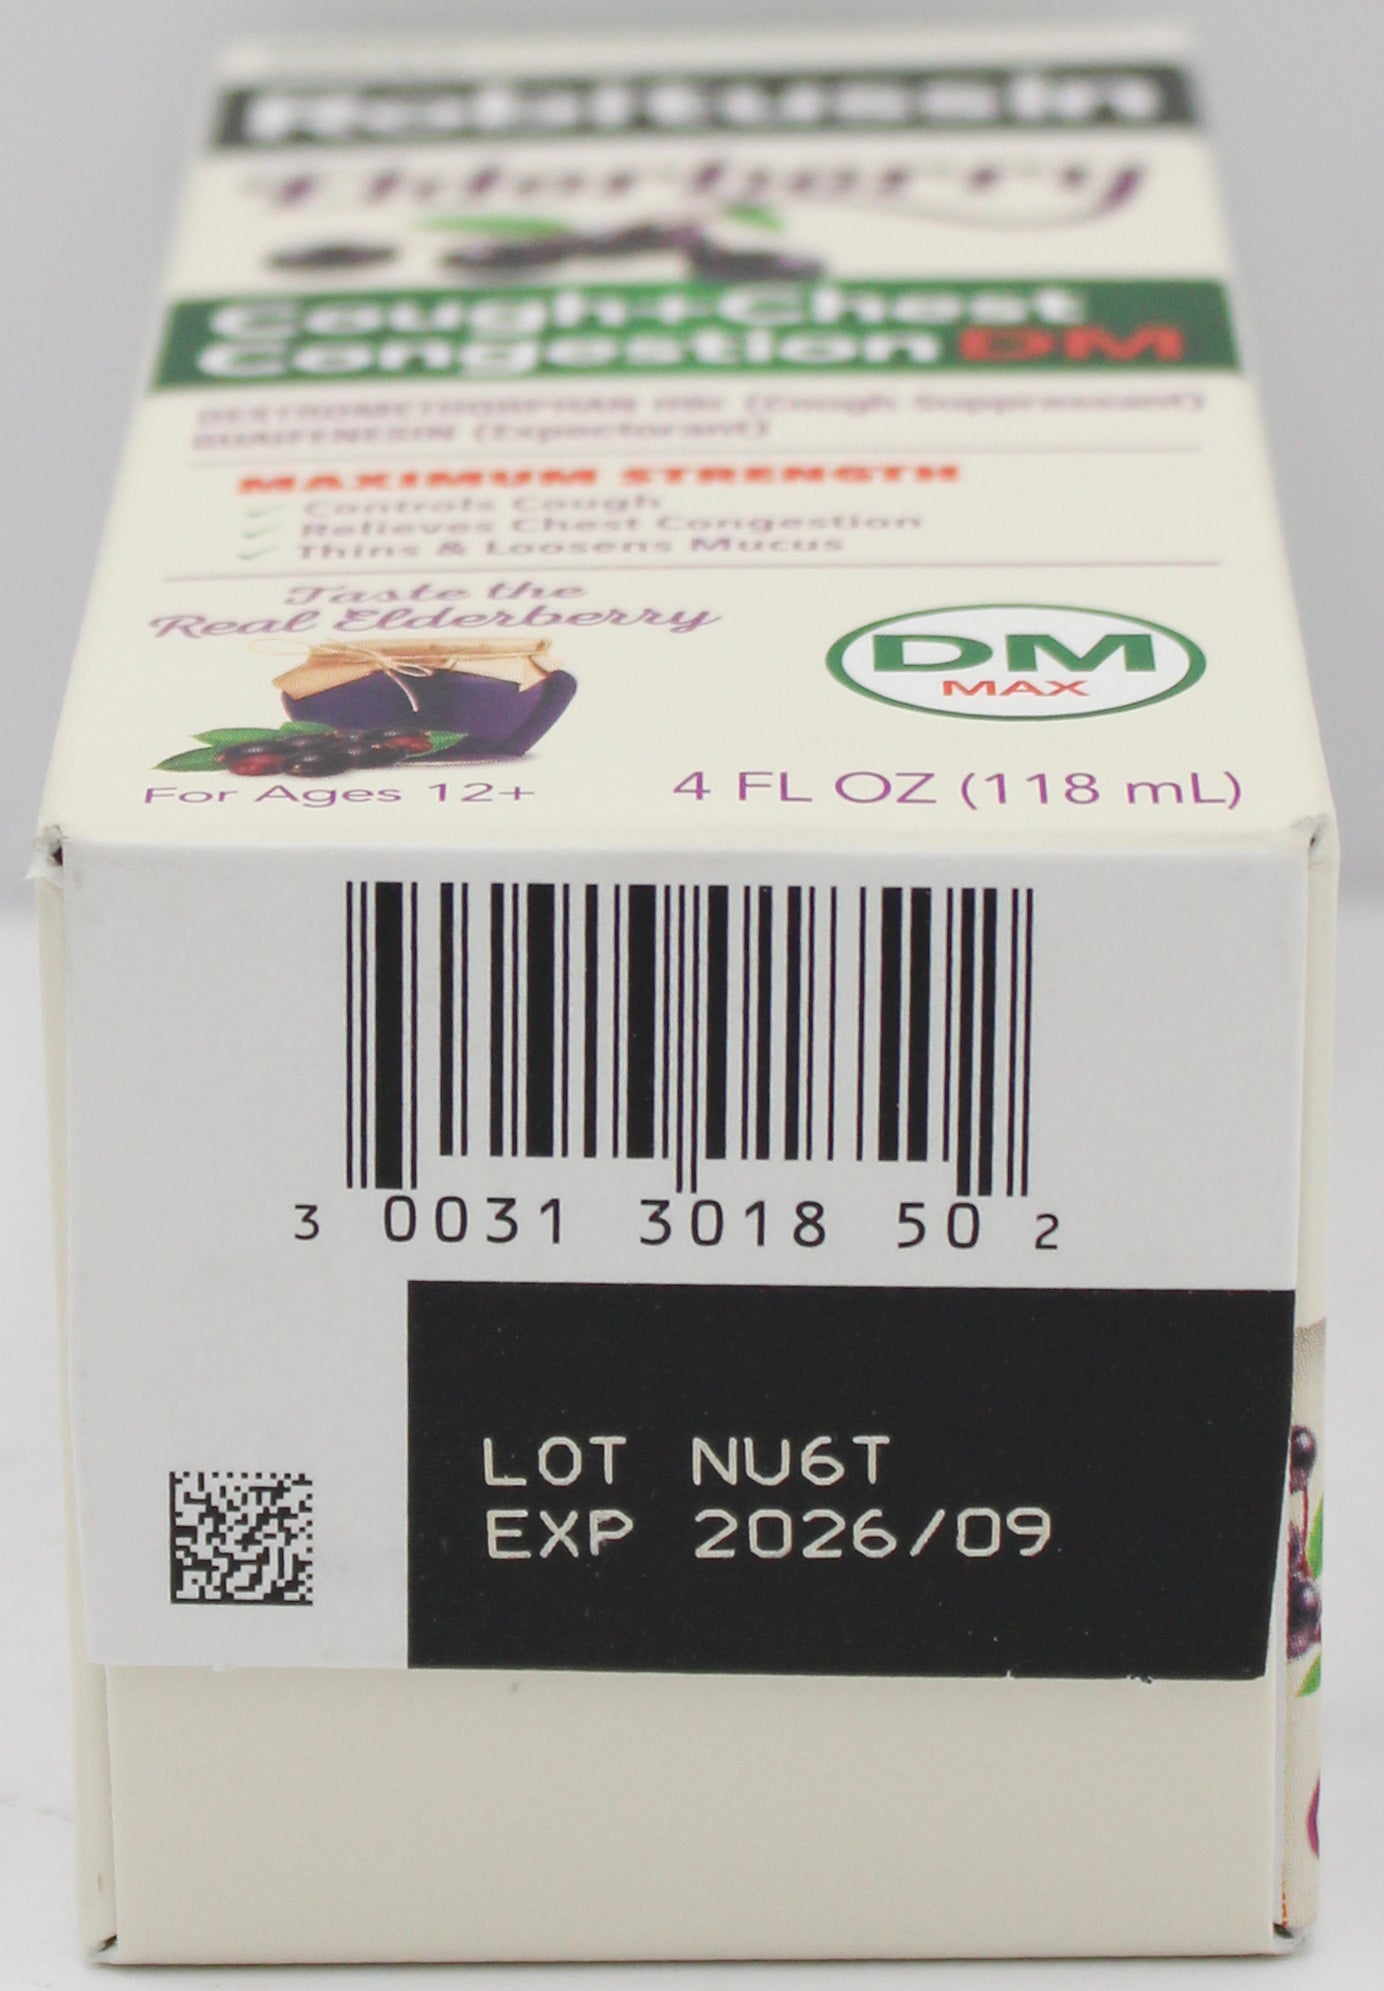 Robitussin
Elderberry
Cough+Chest
Congestion DM
DEXTROMETHORPHAN HBr (Cough Suppressant)
GUAIFENESIN (Expectorant)
MAXIMUM STRENGTH
Controls Cough
Relieves Chest Congestion
Thins & Loosens Mucus
Taste the
Real Elderberry
DM
MAX
For Ages 12+
4 FL OZ (118 mL)
3 0031 3018 50 2
LOT NU6T
EXP 2026/09